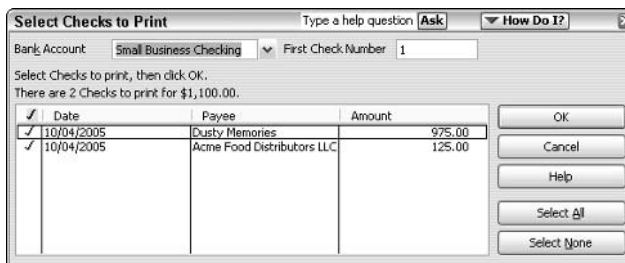 Select Checks to Print Type a help question Ask How Do I?
Bank Account Small Business Checking First Check Number 1
Select Checks to print, then click OK.
There are 2 Checks to print for $1,100.00.
✓ Date Payee Amount
✓ 10/04/2005 Dusty Memories 975.00
✓ 10/04/2005 Acme Food Distributors LLC 125.00
OK
Cancel
Help
Select All
Select None